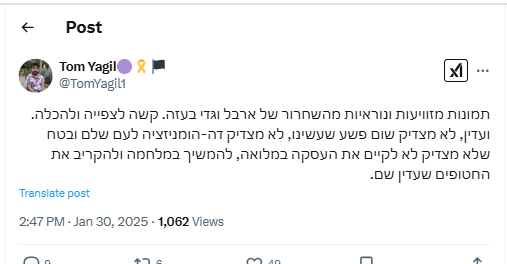 Post
Tom Yagil
@TomYagil1
תמונות מזוויעות ונוראיות מהשחרור של ארבל וגדי בעזה. קשה לצפייה ולהכלה.
ועדין, לא מצדיק שום פשע שעשינו, לא מצדיק דה-הומניזציה לעם שלם ובטח
שלא מצדיק לא לקיים את העסקה במלואה, להמשיך במלחמה ולהקריב את
החטופים שעדין שם.
Translate post
2:47 PM · Jan 30, 2025 · 1,062 Views